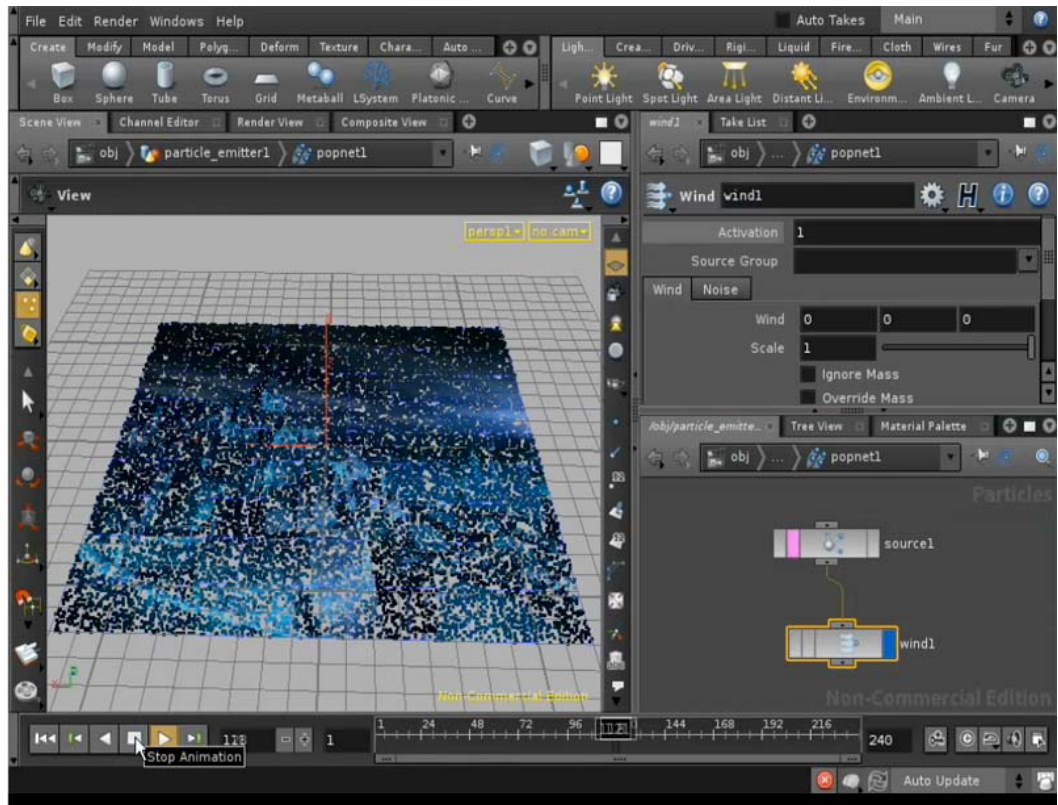 File Edit Render Windows Help
Auto Takes Main
Create Modify Model Polyg... Deform Texture Chara... Auto ...
Ligh... Crea... Driv... Rigi... Liquid Fire... Cloth Wires Fur
Box Sphere Tube Torus Grid Metaball LSystem Platonic ... Curve
Point Light Spot Light Area Light Distant Li... Environm... Ambient L... Camera
Scene View Channel Editor Render View Composite View
wind1 Take List
obj particle_emitter1 popnet1
obj ... popnet1
View
Wind wind1
persp1 no cam
Activation 1
Source Group
Wind Noise
Wind 0 0 0
Scale 1
Ignore Mass
Override Mass
/obj/particle_emitte... Tree View Material Palette
obj ... popnet1
Particles
source1
wind1
Non-Commercial Edition
Non-Commercial Edition
1
1 24 48 72 96 144 168 192 216
240
Stop Animation
Auto Update